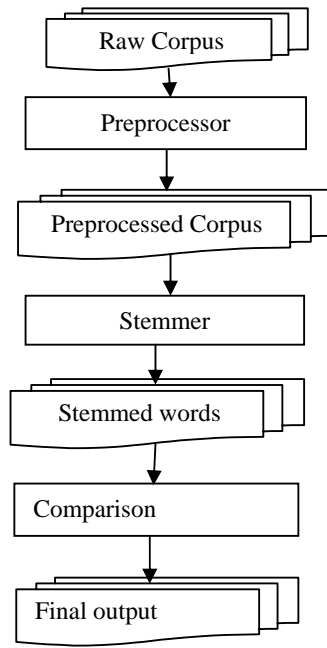 Raw Corpus
Preprocessor
Preprocessed Corpus
Stemmer
Stemmed words
Comparison
Final output